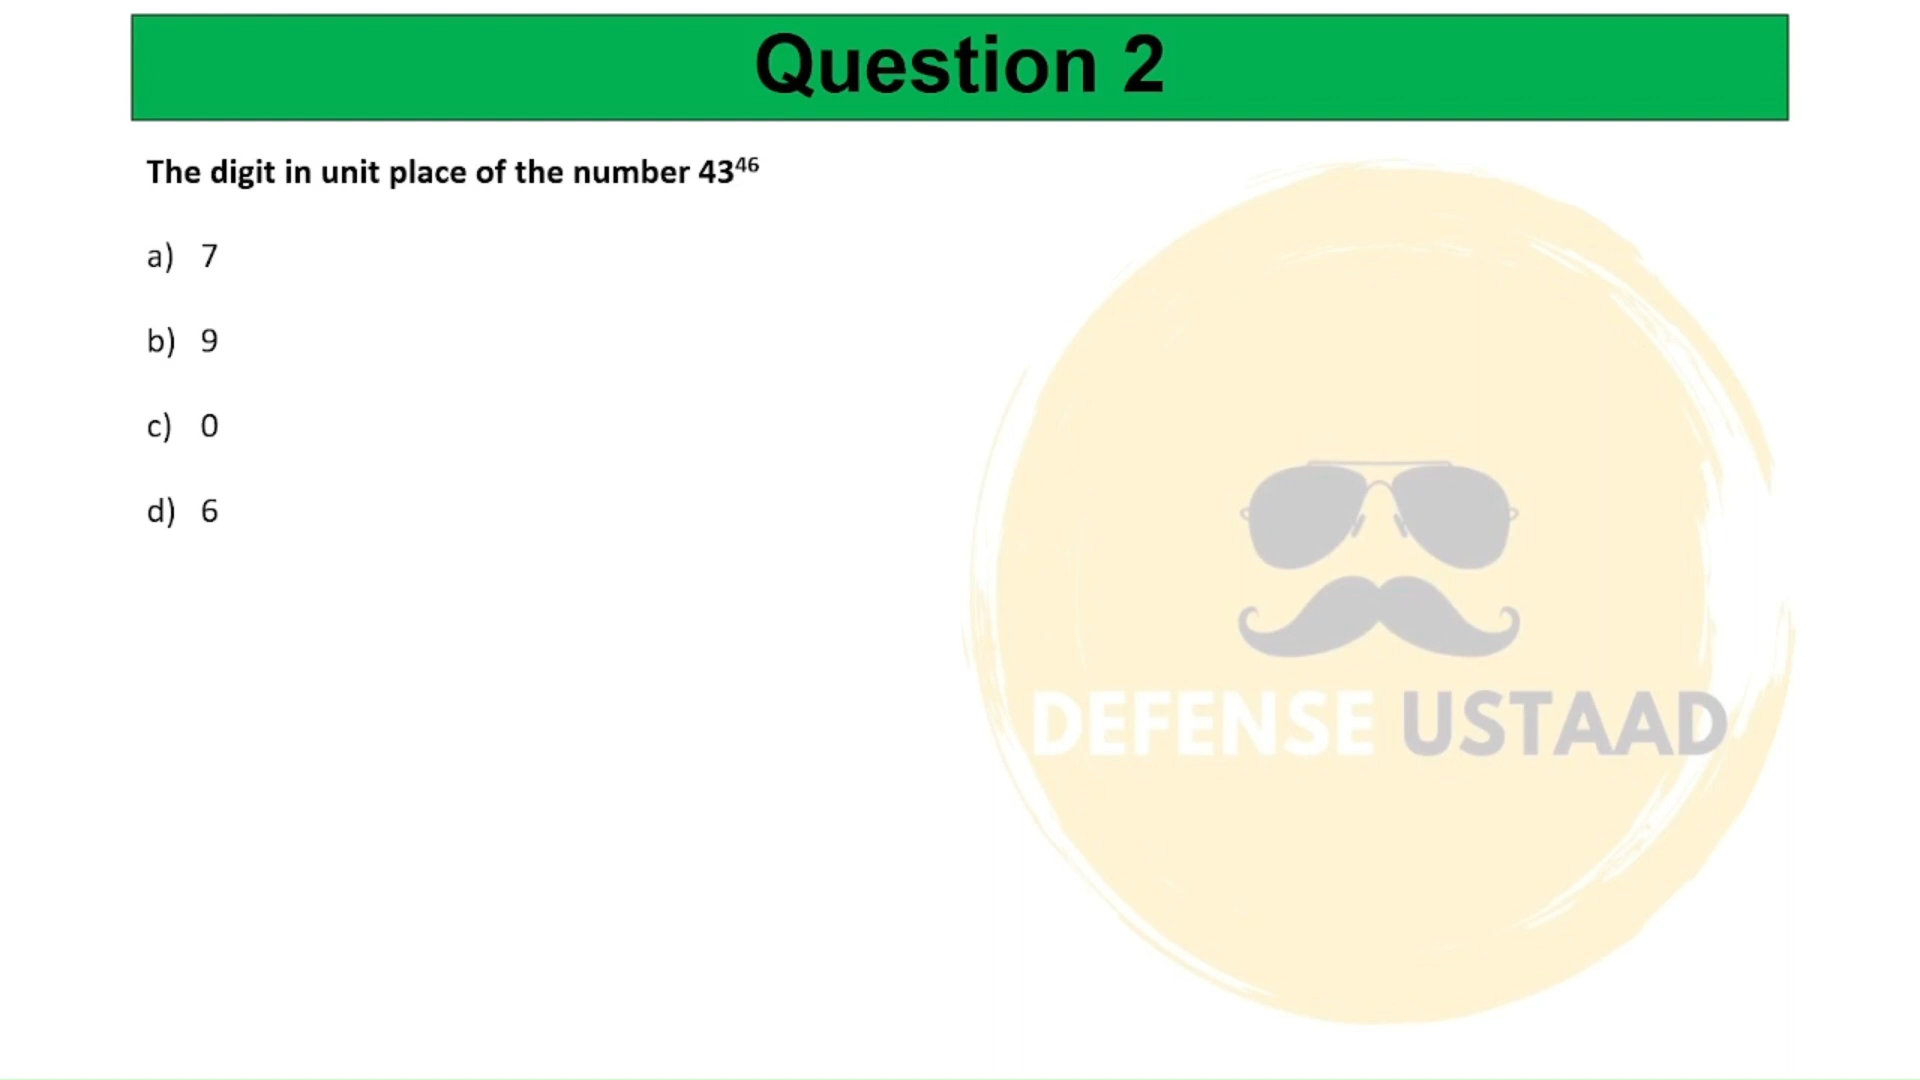 Question 2
The digit in unit place of the number 43⁴⁶
a) 7
b) 9
c) 0
d) 6
DEFENSE USTAAD